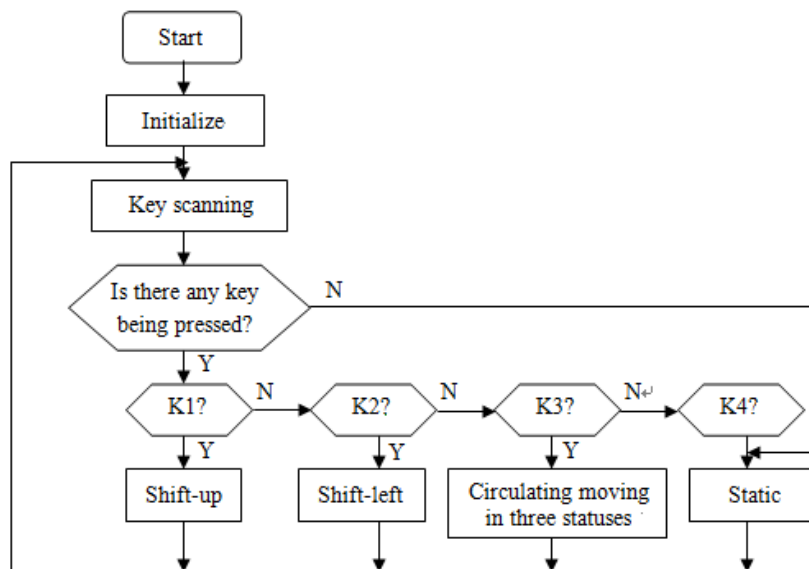 Start
Initialize
Key scanning
Is there any key
being pressed?
N
Y
K1?
N
K2?
N
K3?
N↵
K4?
Y
Y
Y
Shift-up
Shift-left
Circulating moving
in three statuses
Static